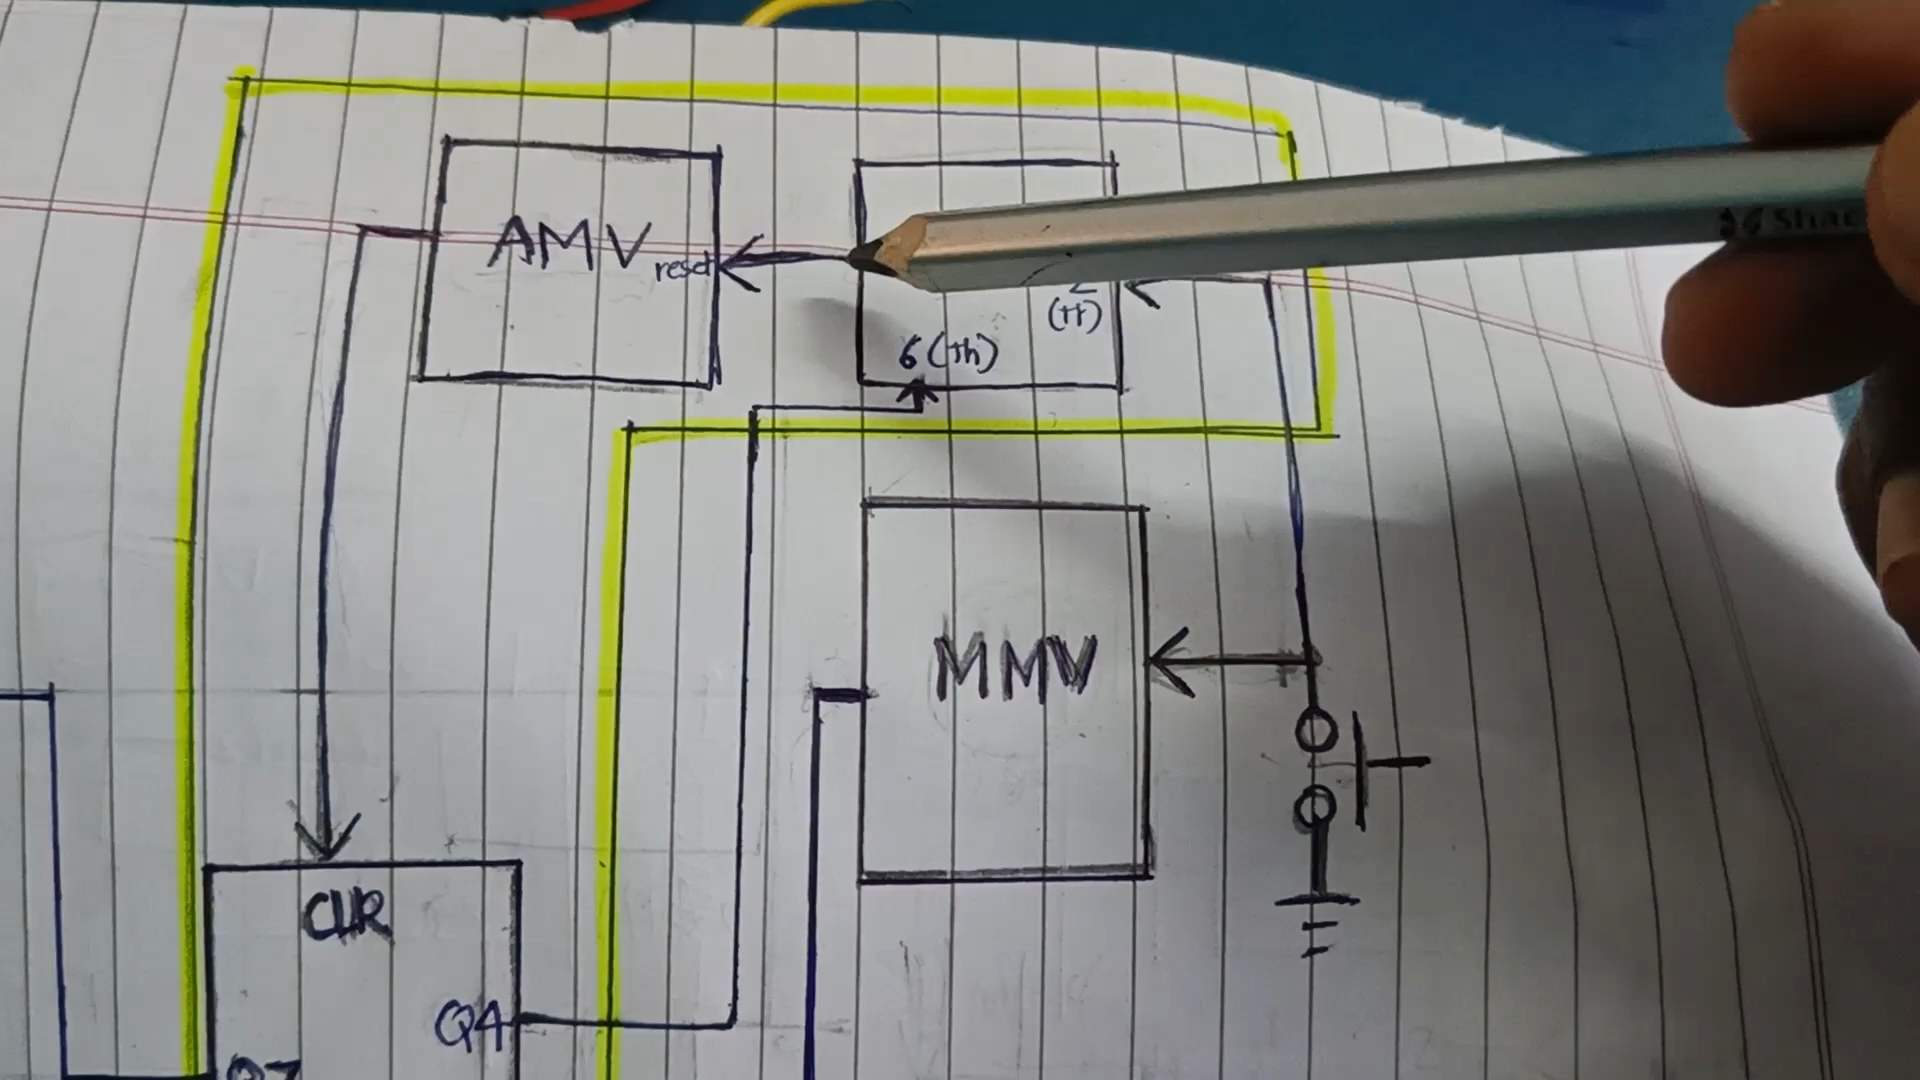 AMV
reset
(tr)
6 (th)
MMV
CLR
Q4